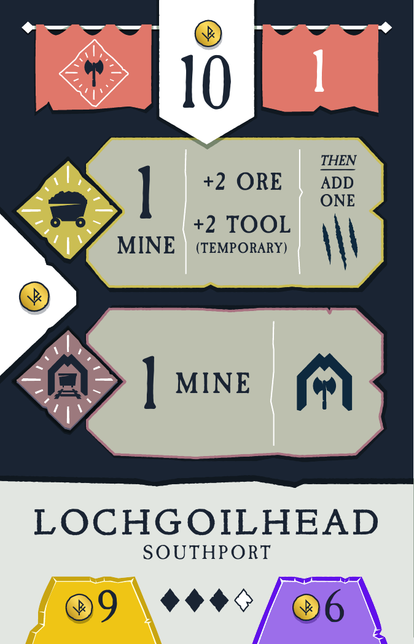 10
1
1
MINE
+2 ORE
+2 TOOL
(TEMPORARY)
THEN
ADD
ONE
1 MINE
LOCHGOILHEAD
SOUTHPORT
9
6